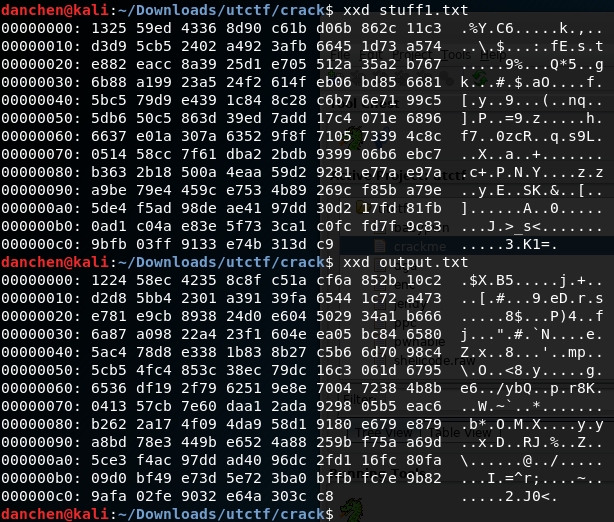 danchen@kali:~/Downloads/utctf/crack$ xxd stuff1.txt
00000000: 1325 59ed 4336 8d90 c61b d06b 862c 11c3  .%Y.C6.....k.,..
00000010: d3d9 5cb5 2402 a492 3afb 6645 1d73 a574  ..\.$...:.fE.s.t
00000020: e882 eacc 8a39 25d1 e705 512a 35a2 b767  .....9%...Q*5..g
00000030: 6b88 a199 23a5 24f2 614f eb06 bd85 6681  k...#.$.aO....f.
00000040: 5bc5 79d9 e439 1c84 8c28 c6b7 6e71 99c5  [.y..9...(..nq..
00000050: 5db6 50c5 863d 39ed 7add 17c4 071e 6896  ].P..=9.z.....h.
00000060: 6637 e01a 307a 6352 9f8f 7105 7339 4c8c  f7..0zcR..q.s9L.
00000070: 0514 58cc 7f61 dba2 2bdb 9399 06b6 ebc7  ..X..a..+.......
00000080: b363 2b18 500a 4eaa 59d2 9281 e77a e97a  .c+.P.N.Y....z.z
00000090: a9be 79e4 459c e753 4b89 269c f85b a79e  ..y.E..SK.&..[..
000000a0: 5de4 f5ad 98de ae41 97dd 30d2 17fd 81fb  ]......A..0.....
000000b0: 0ad1 c04a e83e 5f73 3ca1 c0fc fd7f 9c83  ...J.>_s<.......
000000c0: 9bfb 03ff 9133 e74b 313d c9  .....3.K1=.
danchen@kali:~/Downloads/utctf/crack$ xxd output.txt
00000000: 1224 58ec 4235 8c8f c51a cf6a 852b 10c2  .$X.B5.....j.+..
00000010: d2d8 5bb4 2301 a391 39fa 6544 1c72 a473  ..[.#...9.eD.r.s
00000020: e781 e9cb 8938 24d0 e604 5029 34a1 b666  .....8$...P)4..f
00000030: 6a87 a098 22a4 23f1 604e ea05 bc84 6580  j...".#.`N....e.
00000040: 5ac4 78d8 e338 1b83 8b27 c5b6 6d70 98c4  Z.x..8...'..mp..
00000050: 5cb5 4fc4 853c 38ec 79dc 16c3 061d 6795  \.O..<8.y.....g.
00000060: 6536 df19 2f79 6251 9e8e 7004 7238 4b8b  e6../ybQ..p.r8K.
00000070: 0413 57cb 7e60 daa1 2ada 9298 05b5 eac6  ..W.~`..*.......
00000080: b262 2a17 4f09 4da9 58d1 9180 e679 e879  .b*.O.M.X....y.y
00000090: a8bd 78e3 449b e652 4a88 259b f75a a69d  ..x.D..RJ.%..Z..
000000a0: 5ce3 f4ac 97dd ad40 96dc 2fd1 16fc 80fa  \......@../.....
000000b0: 09d0 bf49 e73d 5e72 3ba0 bffb fc7e 9b82  ...I.=^r;....~..
000000c0: 9afa 02fe 9032 e64a 303c c8  .....2.J0<.
danchen@kali:~/Downloads/utctf/crack$